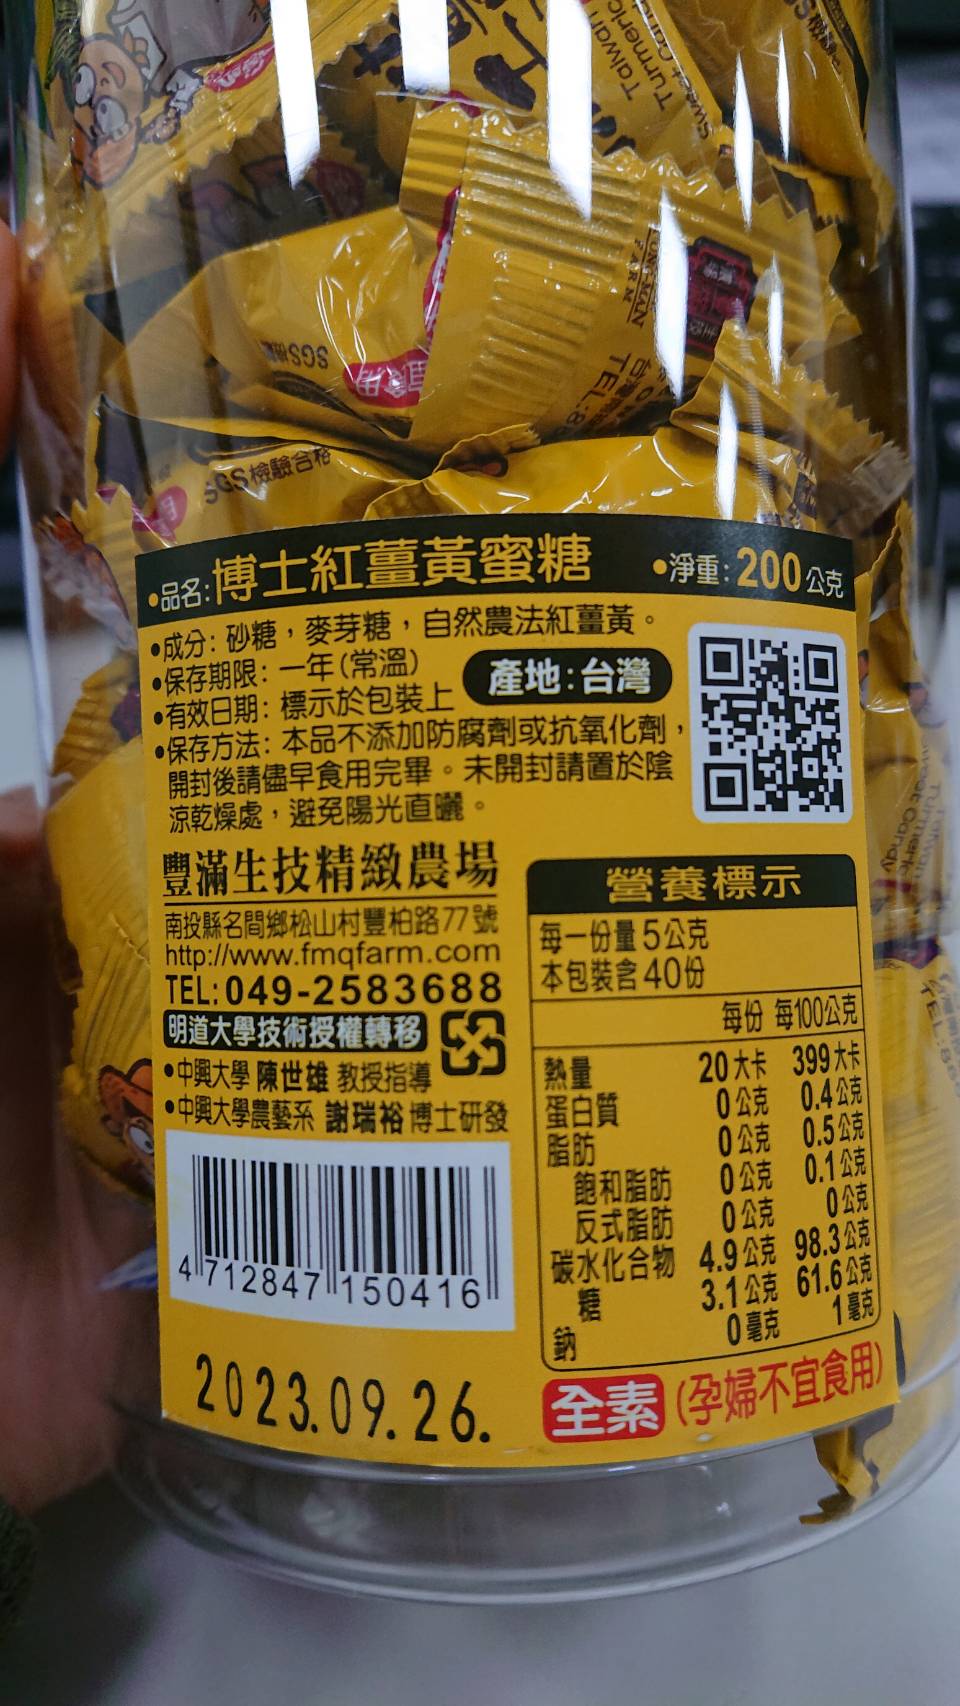 Taiwan
Turmeric
Sweet Candy
SGS檢
SGS檢驗合格
TEL:8
FARM
•品名:博士紅薑黃蜜糖 •淨重:200公克
•成分: 砂糖,麥芽糖,自然農法紅薑黃。
•保存期限: 一年(常溫) 產地:台灣
•有效日期: 標示於包裝上
•保存方法: 本品不添加防腐劑或抗氧化劑,
開封後請儘早食用完畢。未開封請置於陰
涼乾燥處,避免陽光直曬。
豐滿生技精緻農場
南投縣名間鄉松山村豐柏路77號
http://www.fmqfarm.com
TEL:049-2583688
明道大學技術授權轉移
•中興大學 陳世雄 教授指導
•中興大學農藝系 謝瑞裕 博士研發
4 712847 150416
2023.09.26.
營養標示
每一份量5公克
本包裝含40份
每份 每100公克
熱量 20大卡 399大卡
蛋白質 0公克 0.4公克
脂肪 0公克 0.5公克
飽和脂肪 0公克 0.1公克
反式脂肪 0公克 0公克
碳水化合物 4.9公克 98.3公克
糖 3.1公克 61.6公克
鈉 0毫克 1毫克
全素 (孕婦不宜食用)